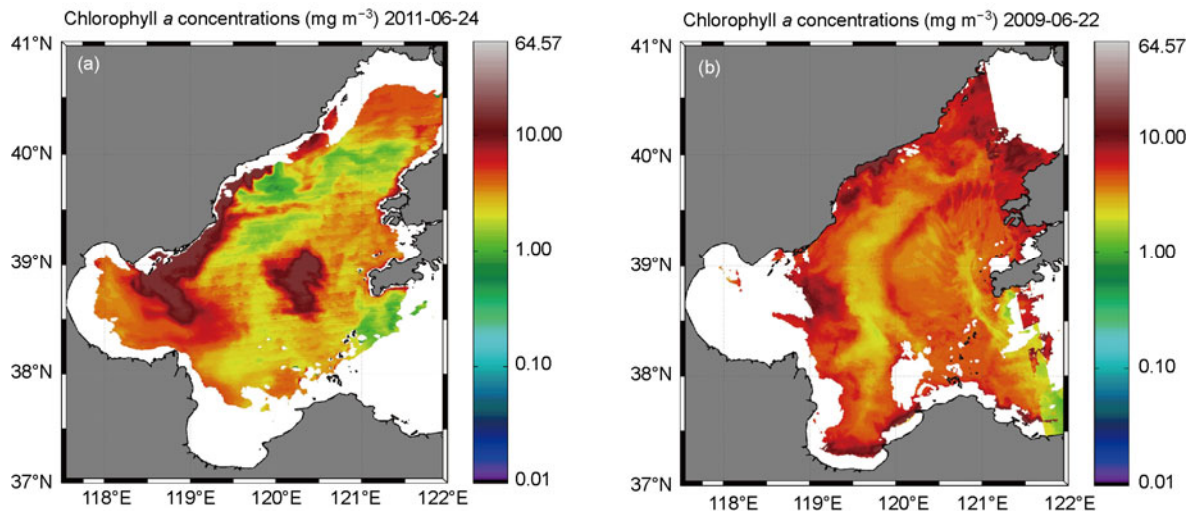 Chlorophyll a concentrations (mg m⁻³) 2011-06-24
(a)
41°N
40°N
39°N
38°N
37°N
118°E 119°E 120°E 121°E 122°E
64.57
10.00
1.00
0.10
0.01
Chlorophyll a concentrations (mg m⁻³) 2009-06-22
(b)
41°N
40°N
39°N
38°N
37°N
118°E 119°E 120°E 121°E 122°E
64.57
10.00
1.00
0.10
0.01